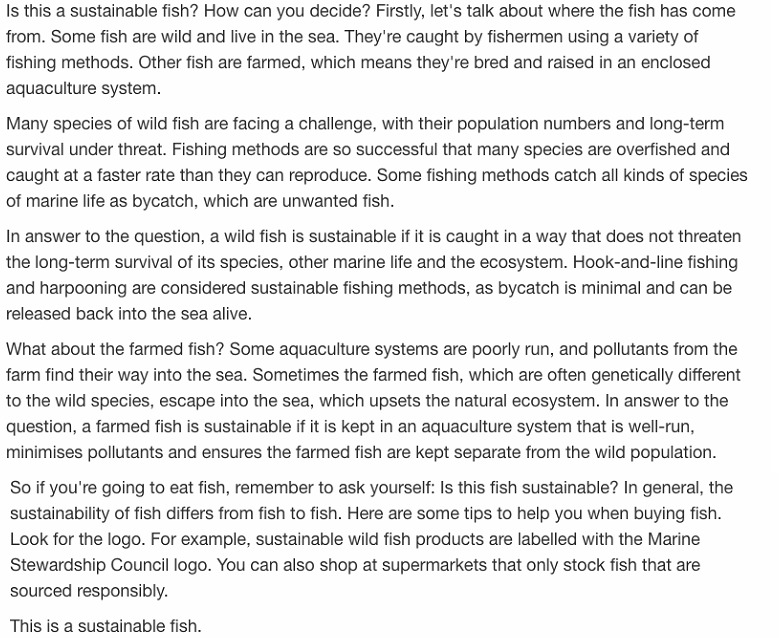 Is this a sustainable fish? How can you decide? Firstly, let's talk about where the fish has come
from. Some fish are wild and live in the sea. They're caught by fishermen using a variety of
fishing methods. Other fish are farmed, which means they're bred and raised in an enclosed
aquaculture system.
Many species of wild fish are facing a challenge, with their population numbers and long-term
survival under threat. Fishing methods are so successful that many species are overfished and
caught at a faster rate than they can reproduce. Some fishing methods catch all kinds of species
of marine life as bycatch, which are unwanted fish.
In answer to the question, a wild fish is sustainable if it is caught in a way that does not threaten
the long-term survival of its species, other marine life and the ecosystem. Hook-and-line fishing
and harpooning are considered sustainable fishing methods, as bycatch is minimal and can be
released back into the sea alive.
What about the farmed fish? Some aquaculture systems are poorly run, and pollutants from the
farm find their way into the sea. Sometimes the farmed fish, which are often genetically different
to the wild species, escape into the sea, which upsets the natural ecosystem. In answer to the
question, a farmed fish is sustainable if it is kept in an aquaculture system that is well-run,
minimises pollutants and ensures the farmed fish are kept separate from the wild population.
So if you're going to eat fish, remember to ask yourself: Is this fish sustainable? In general, the
sustainability of fish differs from fish to fish. Here are some tips to help you when buying fish.
Look for the logo. For example, sustainable wild fish products are labelled with the Marine
Stewardship Council logo. You can also shop at supermarkets that only stock fish that are
sourced responsibly.
This is a sustainable fish.